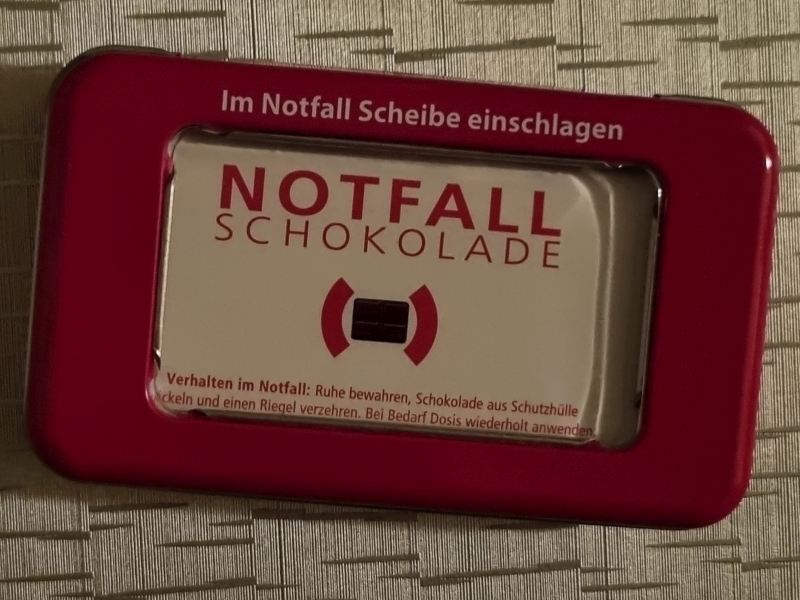 Im Notfall Scheibe einschlagen
NOTFALL
SCHOKOLADE
Verhalten im Notfall: Ruhe bewahren, Schokolade aus Schutzhülle
ckeln und einen Riegel verzehren. Bei Bedarf Dosis wiederholt anwenden